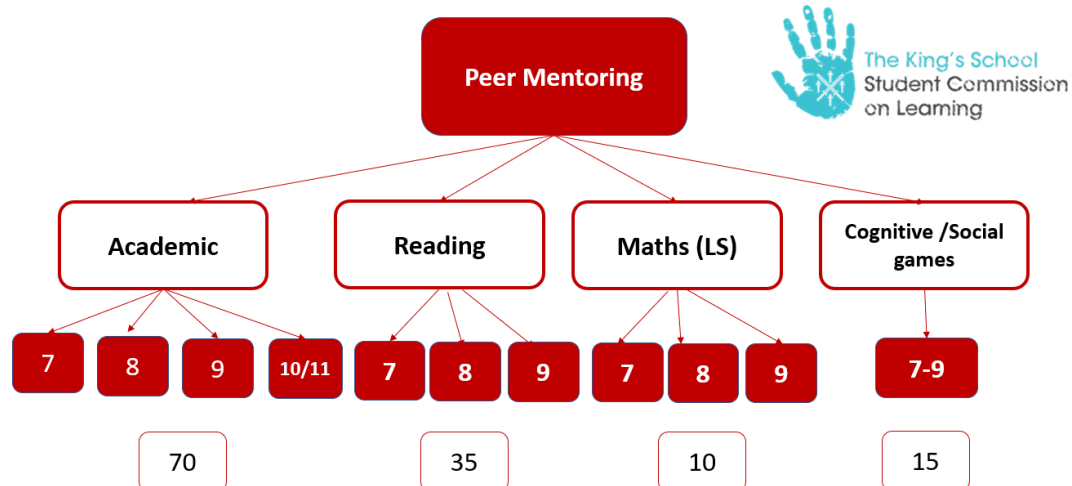 Peer Mentoring
The King's School
Student Commission
on Learning
Academic
Reading
Maths (LS)
Cognitive /Social
games
7
8
9
10/11
7
8
9
7
8
9
7-9
70
35
10
15